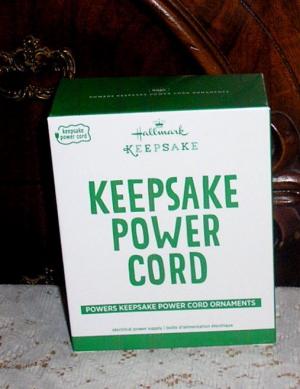 POWERS KEEPSAKE POWER CORD ORNAMENTS
keepsake
power cord
Hallmark
KEEPSAKE
KEEPSAKE
POWER
CORD
POWERS KEEPSAKE POWER CORD ORNAMENTS
electrical power supply | boîte d'alimentation électrique